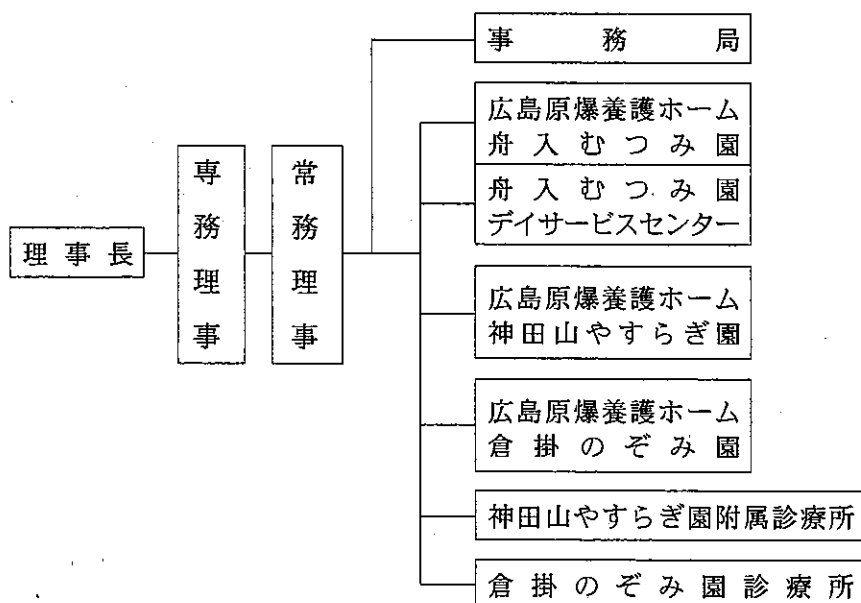 理事長
専務理事
常務理事
事務局
広島原爆養護ホーム
舟入むつみ園
舟入むつみ園
デイサービスセンター
広島原爆養護ホーム
神田山やすらぎ園
広島原爆養護ホーム
倉掛のぞみ園
神田山やすらぎ園附属診療所
倉掛のぞみ園診療所